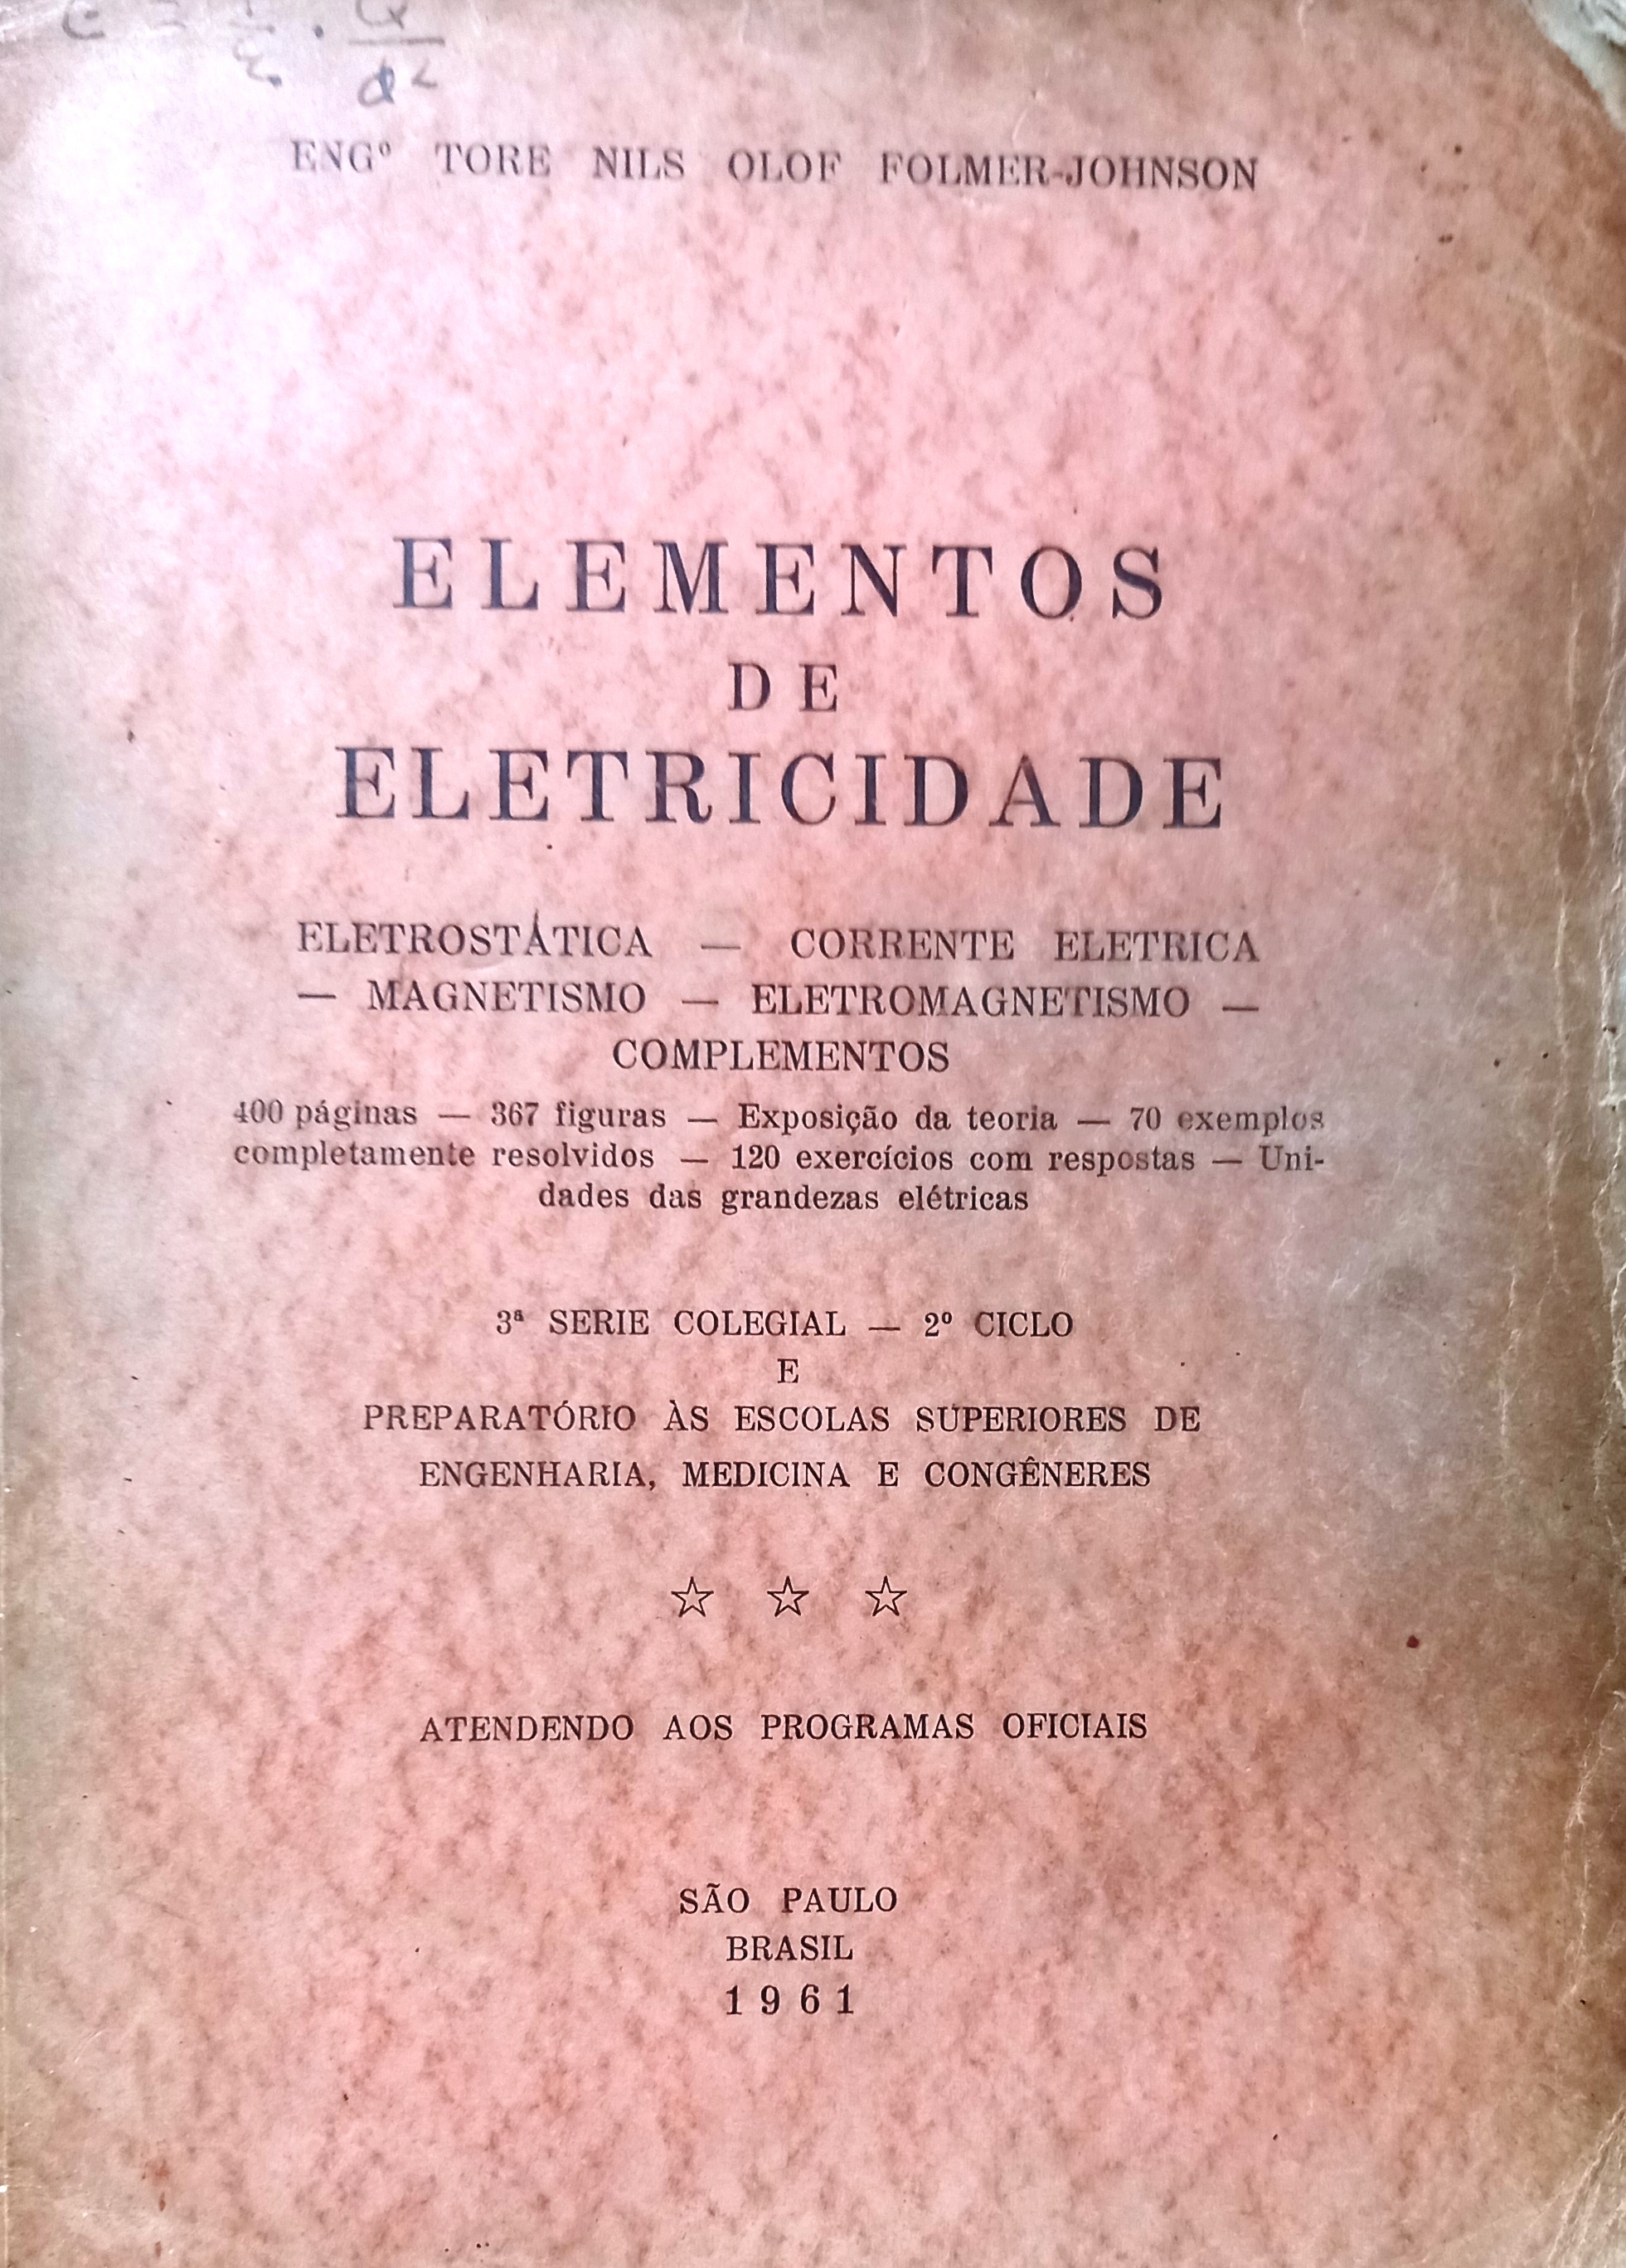 ENGº TORE NILS OLOF FOLMER-JOHNSON
ELEMENTOS
DE
ELETRICIDADE
ELETROSTÁTICA — CORRENTE ELETRICA
— MAGNETISMO — ELETROMAGNETISMO —
COMPLEMENTOS
400 páginas — 367 figuras — Exposição da teoria — 70 exemplos
completamente resolvidos — 120 exercícios com respostas — Uni-
dades das grandezas elétricas
3ª SERIE COLEGIAL — 2º CICLO
E
PREPARATÓRIO ÀS ESCOLAS SUPERIORES DE
ENGENHARIA, MEDICINA E CONGÊNERES
☆ ☆ ☆
ATENDENDO AOS PROGRAMAS OFICIAIS
SÃO PAULO
BRASIL
1961